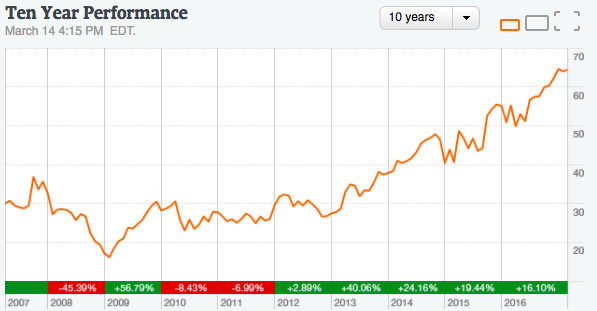 Ten Year Performance
March 14 4:15 PM EDT.
10 years
70
60
50
40
30
20
-45.39% +56.79% -8.43% -6.99% +2.89% +40.06% +24.16% +19.44% +16.10%
2007 2008 2009 2010 2011 2012 2013 2014 2015 2016